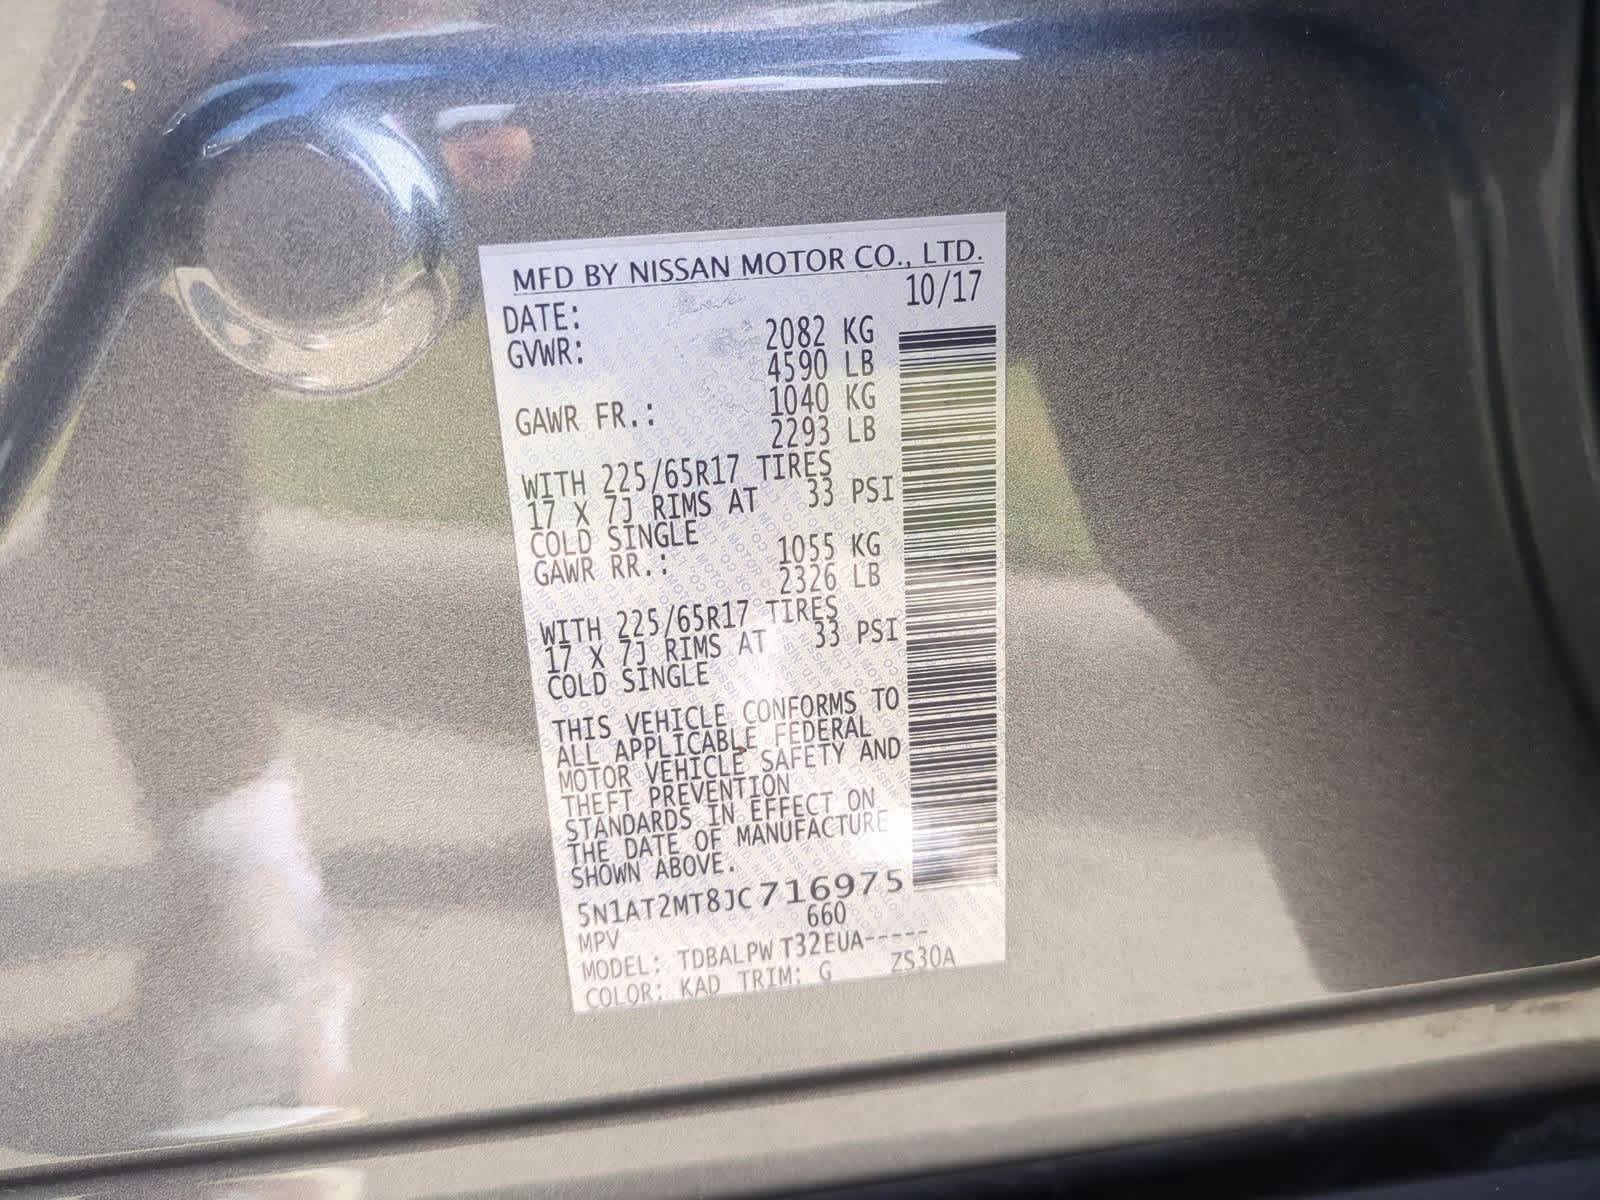 MFD BY NISSAN MOTOR CO., LTD.
DATE: 10/17
GVWR: 2082 KG
4590 LB
GAWR FR.: 1040 KG
2293 LB
WITH 225/65R17 TIRES
17 X 7J RIMS AT 33 PSI
COLD SINGLE
GAWR RR.: 1055 KG
2326 LB
WITH 225/65R17 TIRES
17 X 7J RIMS AT 33 PSI
COLD SINGLE
THIS VEHICLE CONFORMS TO
ALL APPLICABLE FEDERAL
MOTOR VEHICLE SAFETY AND
THEFT PREVENTION
STANDARDS IN EFFECT ON
THE DATE OF MANUFACTURE
SHOWN ABOVE.
5N1AT2MT8JC716975
MPV 660
MODEL: TDBALPW T32EUA-----
COLOR: KAD TRIM: G ZS30A